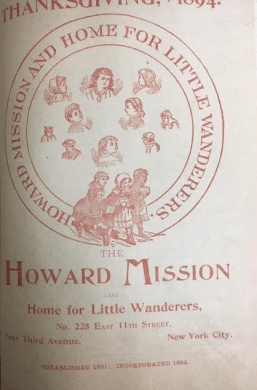 THANKSGIVING, 1894.
HOWARD MISSION AND HOME FOR LITTLE WANDERERS.
THE
HOWARD MISSION
AND
Home for Little Wanderers,
No. 225 East 11th Street,
Near Third Avenue, New York City.
ESTABLISHED 1861; INCORPORATED 1864.